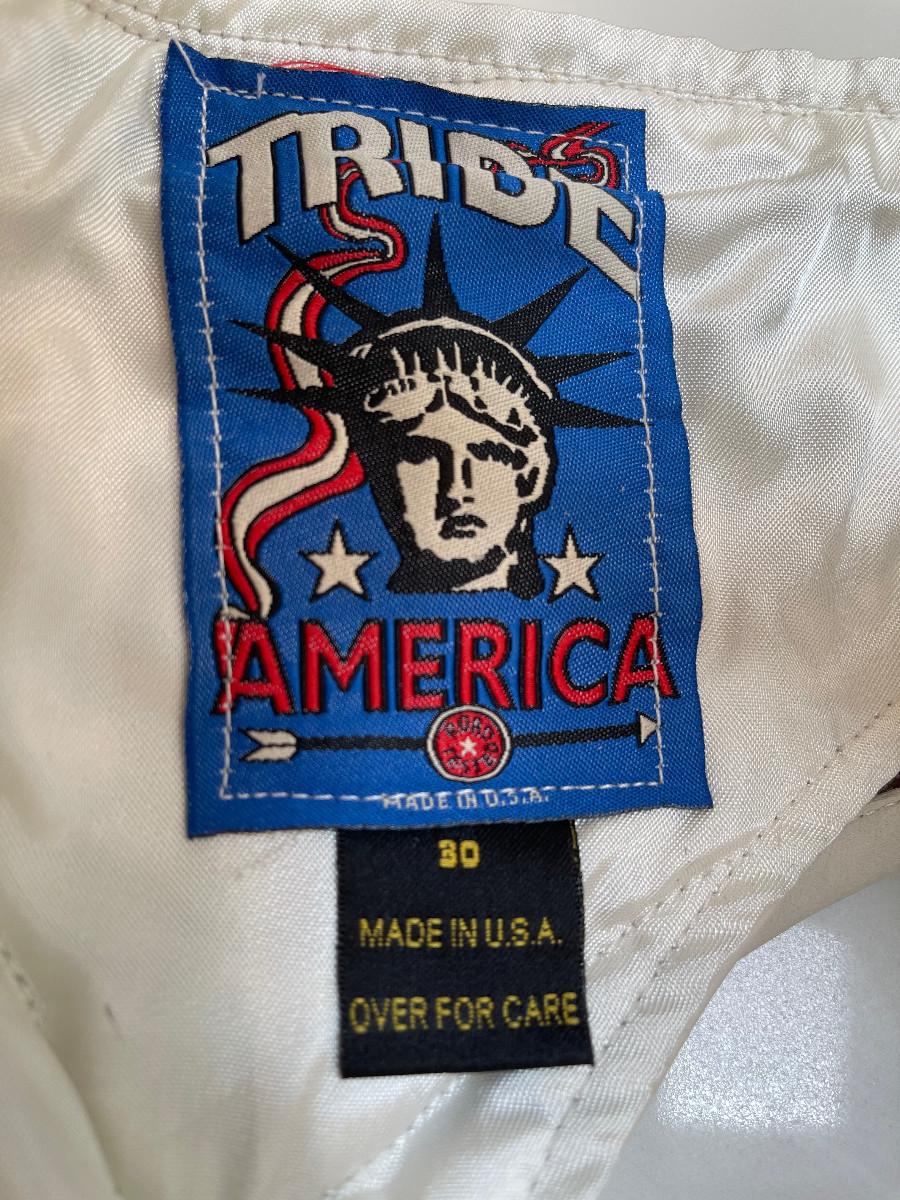 TRIBE
AMERICA
MADE IN U.S.A.
30
MADE IN U.S.A.
OVER FOR CARE